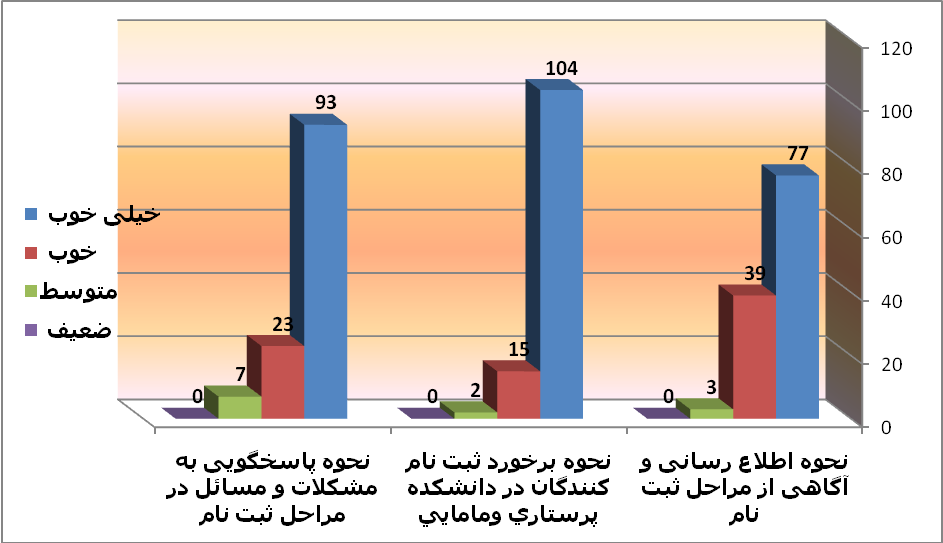 120
100
80
60
40
20
0
77
39
3
0
104
15
2
0
93
23
7
0
خیلی خوب
خوب
متوسط
ضعیف
نحوه اطلاع رسانی و
آگاهی از مراحل ثبت
نام
نحوه برخورد ثبت نام
کنندگان در دانشکده
پرستاري ومامايي
نحوه پاسخگویی به
مشکلات و مسائل در
مراحل ثبت نام